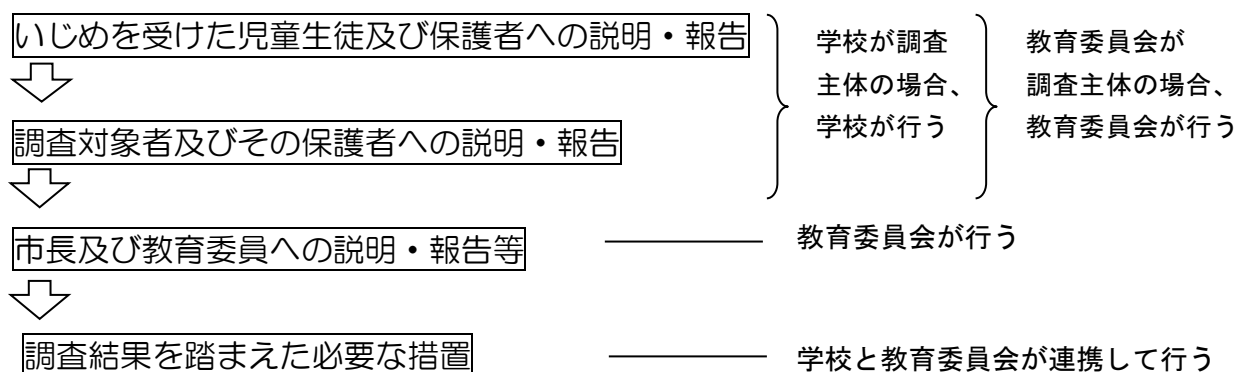 いじめを受けた児童生徒及び保護者への説明・報告
調査対象者及びその保護者への説明・報告
学校が調査
主体の場合、
学校が行う
教育委員会が
調査主体の場合、
教育委員会が行う
市長及び教育委員への説明・報告等
教育委員会が行う
調査結果を踏まえた必要な措置
学校と教育委員会が連携して行う